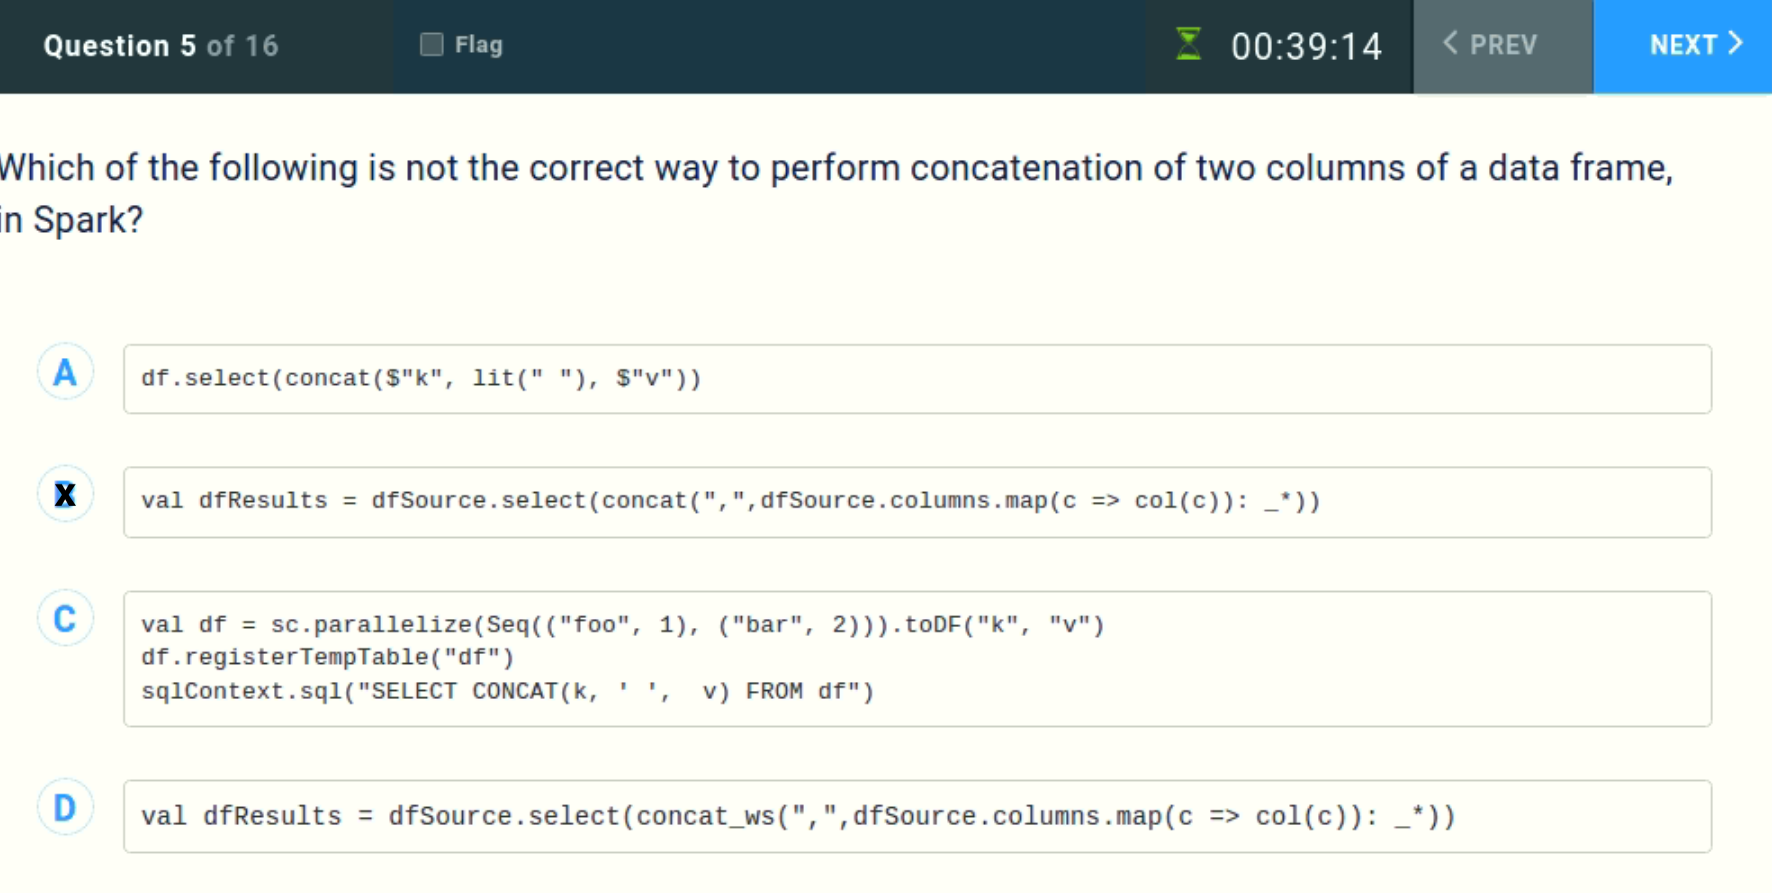 Question 5 of 16
Flag
00:39:14
PREV
NEXT
Which of the following is not the correct way to perform concatenation of two columns of a data frame,
in Spark?
A
df.select(concat($"k", lit(" "), $"v"))
X
val dfResults = dfSource.select(concat(",",dfSource.columns.map(c => col(c)): _*))
C
val df = sc.parallelize(Seq(("foo", 1), ("bar", 2))).toDF("k", "v")
df.registerTempTable("df")
sqlContext.sql("SELECT CONCAT(k, ' ',  v) FROM df")
D
val dfResults = dfSource.select(concat_ws(",",dfSource.columns.map(c => col(c)): _*))